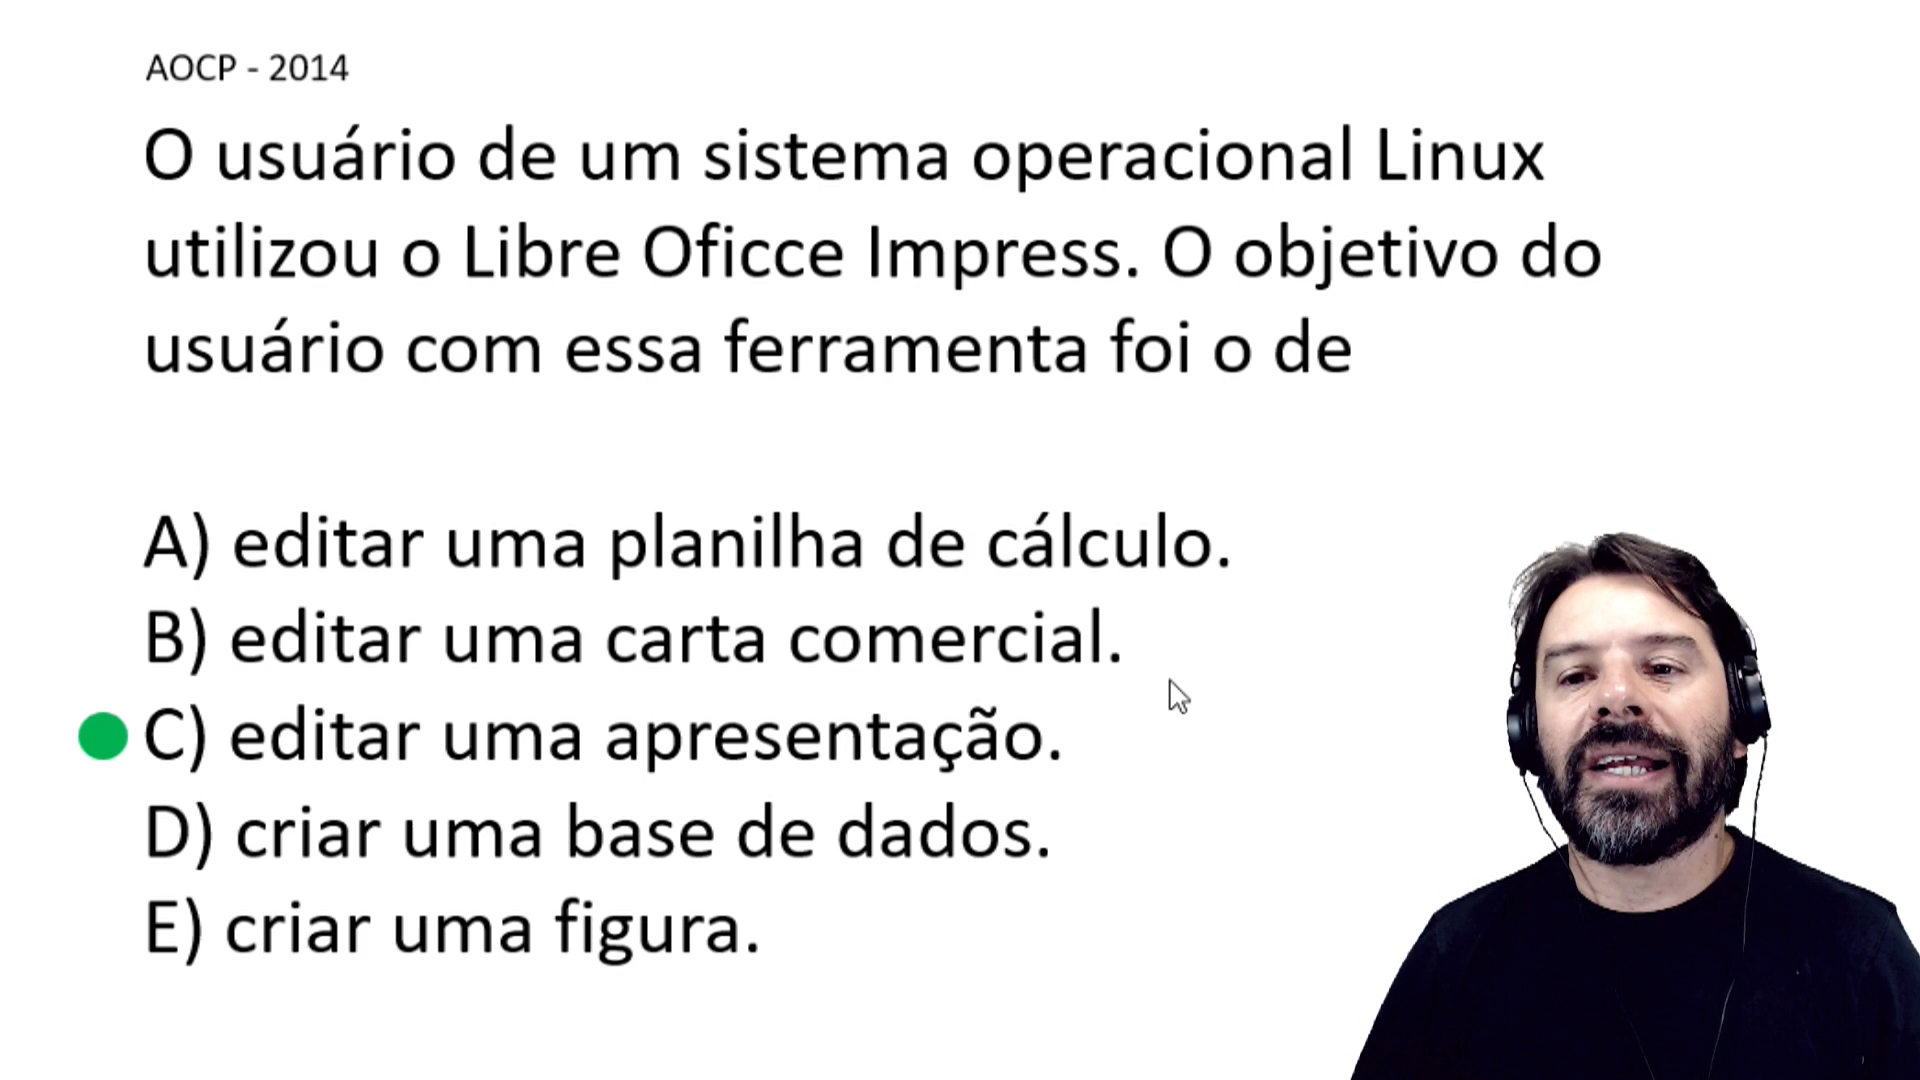 AOCP - 2014
O usuário de um sistema operacional Linux
utilizou o Libre Oficce Impress. O objetivo do
usuário com essa ferramenta foi o de
A) editar uma planilha de cálculo.
B) editar uma carta comercial.
C) editar uma apresentação.
D) criar uma base de dados.
E) criar uma figura.